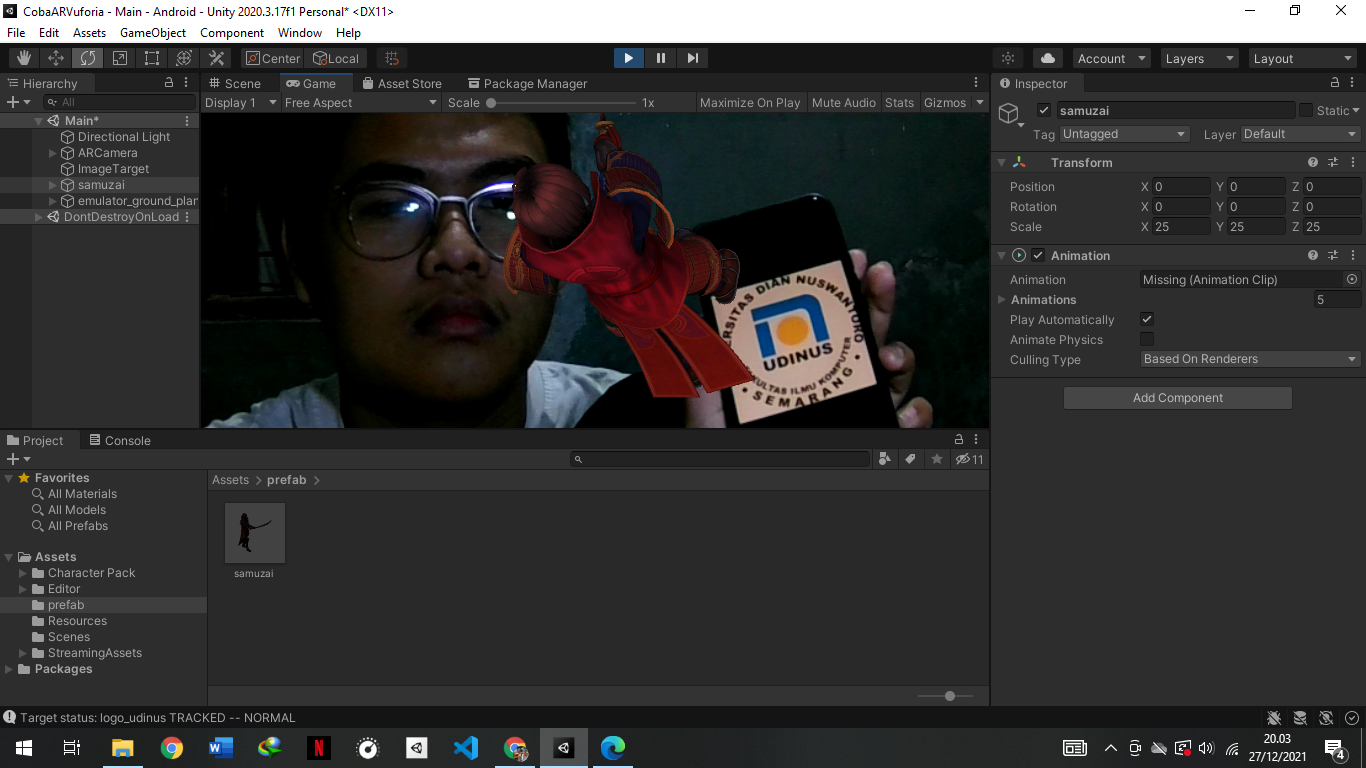 CobaARVuforia - Main - Android - Unity 2020.3.17f1 Personal* <DX11>
File Edit Assets GameObject Component Window Help
Center Local Account Layers Layout
Hierarchy
All
Main*
Directional Light
ARCamera
ImageTarget
samuzai
emulator_ground_plan
DontDestroyOnLoad
Scene Game Asset Store Package Manager
Display 1 Free Aspect Scale 1x Maximize On Play Mute Audio Stats Gizmos
UNIVERSITAS DIAN NUSWANTORO
UDINUS
FAKULTAS ILMU KOMPUTER
SEMARANG
Inspector
samuzai Static
Tag Untagged Layer Default
Transform
Position X 0 Y 0 Z 0
Rotation X 0 Y 0 Z 0
Scale X 25 Y 25 Z 25
Animation
Animation Missing (Animation Clip)
Animations 5
Play Automatically
Animate Physics
Culling Type Based On Renderers
Add Component
Project Console
11
Favorites
All Materials
All Models
All Prefabs
Assets
Character Pack
Editor
prefab
Resources
Scenes
StreamingAssets
Packages
Assets > prefab >
samuzai
Target status: logo_udinus TRACKED -- NORMAL
20.03
27/12/2021
4